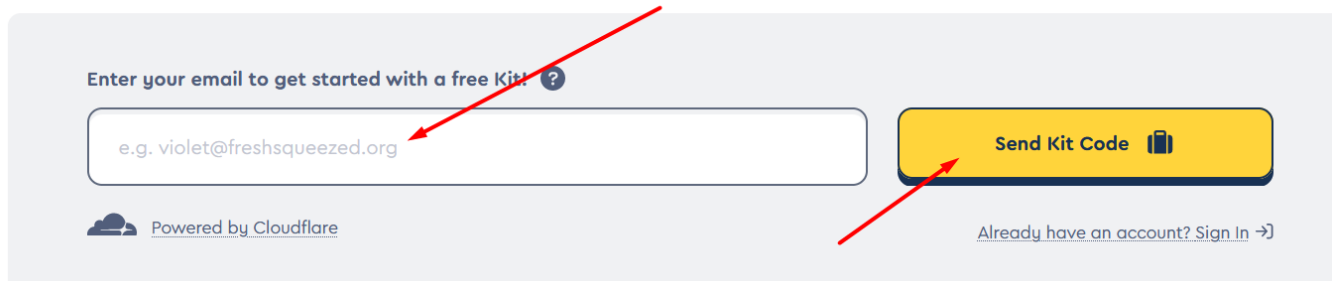 Enter your email to get started with a free Kit! ?
e.g. violet@freshsqueezed.org
Send Kit Code
Powered by Cloudflare
Already have an account? Sign In